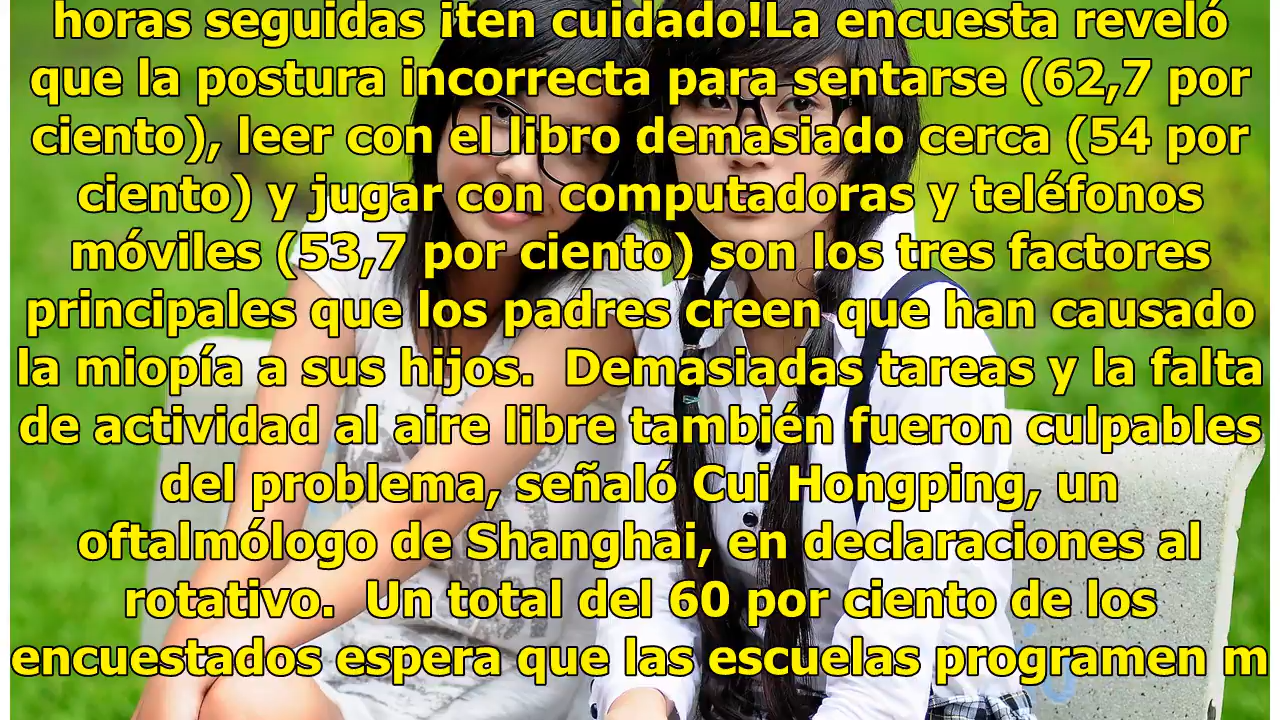 horas seguidas ¡ten cuidado!La encuesta reveló
que la postura incorrecta para sentarse (62,7 por
ciento), leer con el libro demasiado cerca (54 por
ciento) y jugar con computadoras y teléfonos
móviles (53,7 por ciento) son los tres factores
principales que los padres creen que han causado
la miopía a sus hijos.  Demasiadas tareas y la falta
de actividad al aire libre también fueron culpables
del problema, señaló Cui Hongping, un
oftalmólogo de Shanghai, en declaraciones al
rotativo.  Un total del 60 por ciento de los
encuestados espera que las escuelas programen m